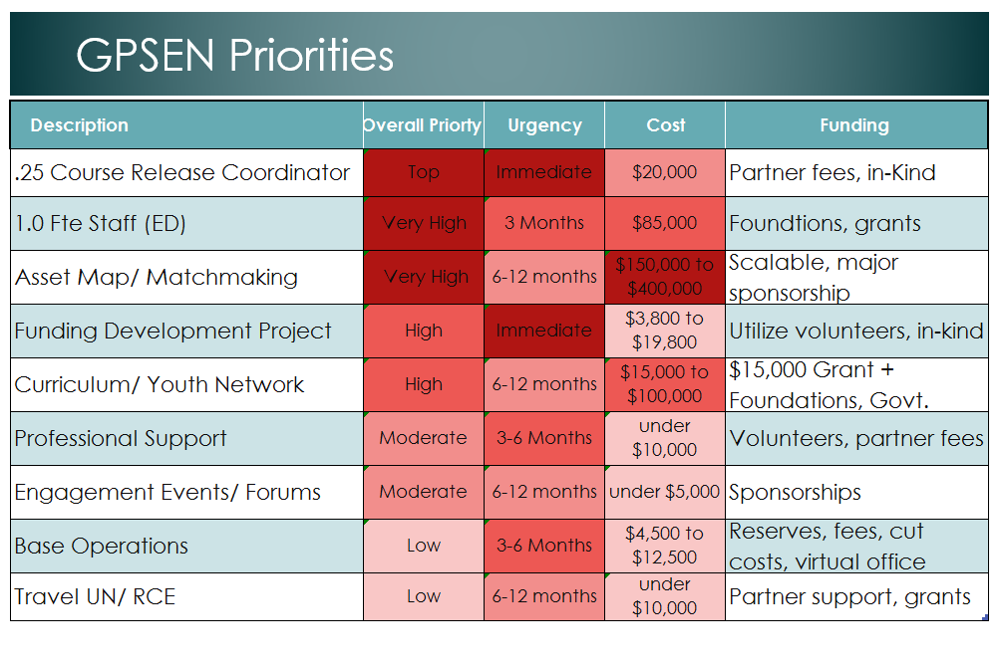 GPSEN Priorities
Description Overall Priorty Urgency Cost Funding
.25 Course Release Coordinator Top Immediate $20,000 Partner fees, in-Kind
1.0 Fte Staff (ED) Very High 3 Months $85,000 Foundtions, grants
Asset Map/ Matchmaking Very High 6-12 months $150,000 to
$400,000 Scalable, major
sponsorship
Funding Development Project High Immediate $3,800 to
$19,800 Utilize volunteers, in-kind
Curriculum/ Youth Network High 6-12 months $15,000 to
$100,000 $15,000 Grant +
Foundations, Govt.
Professional Support Moderate 3-6 Months under
$10,000 Volunteers, partner fees
Engagement Events/ Forums Moderate 6-12 months under $5,000 Sponsorships
Base Operations Low 3-6 Months $4,500 to
$12,500 Reserves, fees, cut
costs, virtual office
Travel UN/ RCE Low 6-12 months under
$10,000 Partner support, grants